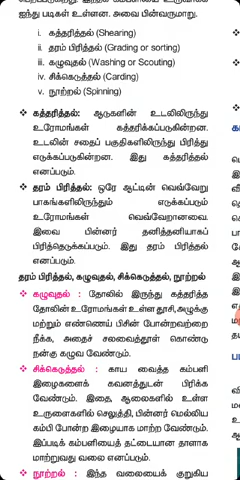 ஐந்து படிகள் உள்ளன. அவை பின்வருமாறு.
i. கத்தரித்தல் (Shearing)
ii. தரம் பிரித்தல் (Grading or sorting)
iii. கழுவுதல் (Washing or Scouting)
iv. சிக்கெடுத்தல் (Carding)
v. நூற்றல் (Spinning)
கத்தரித்தல்: ஆடுகளின் உடலிலிருந்து
உரோமங்கள் கத்தரிக்கப்படுகின்றன.
உடலின் சதைப் பகுதிகளிலிருந்து பிரித்து
எடுக்கப்படுகின்றன. இது கத்தரித்தல்
எனப்படும்.
தரம் பிரித்தல்: ஒரே ஆட்டின் வெவ்வேறு
பாகங்களிலிருந்தும் எடுக்கப்படும்
உரோமங்கள் வெவ்வேறானவை.
இவை பின்னர் தனித்தனியாகப்
பிரித்தெடுக்கப்படும். இது தரம் பிரித்தல்
எனப்படும்.
தரம் பிரித்தல், கழுவுதல், சிக்கெடுத்தல், நூற்றல்
கழுவுதல் : தோலில் இருந்து கத்தரித்த
தோலின் உரோமங்கள் உள்ள தூசி,அழுக்கு
மற்றும் எண்ணெய் பிசின் போன்றவற்றை
நீக்க, அதைச் சலவைத்தூள் கொண்டு
நன்கு கழுவ வேண்டும்.
சிக்கெடுத்தல் : காய வைத்த கம்பளி
இழைகளைக் கவனத்துடன் பிரிக்க
வேண்டும். இதை, ஆலைகளில் உள்ள
உருளைகளில் செலுத்தி, பின்னர் மெல்லிய
கம்பி போன்ற இழையாக மாற்ற வேண்டும்.
இப்படிக் கம்பளியைத் தட்டையான தாளாக
மாற்றுவது வலை எனப்படும்.
நூற்றல் : இந்த வலையைக் குறுகிய